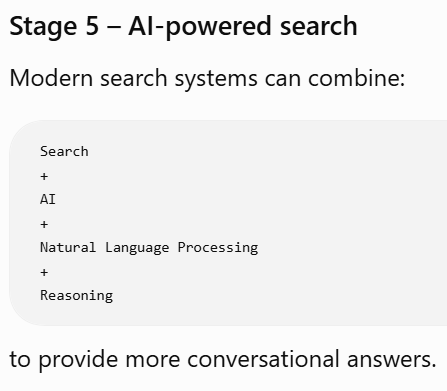 Stage 5 – AI-powered search
Modern search systems can combine:
Search
+
AI
+
Natural Language Processing
+
Reasoning
to provide more conversational answers.